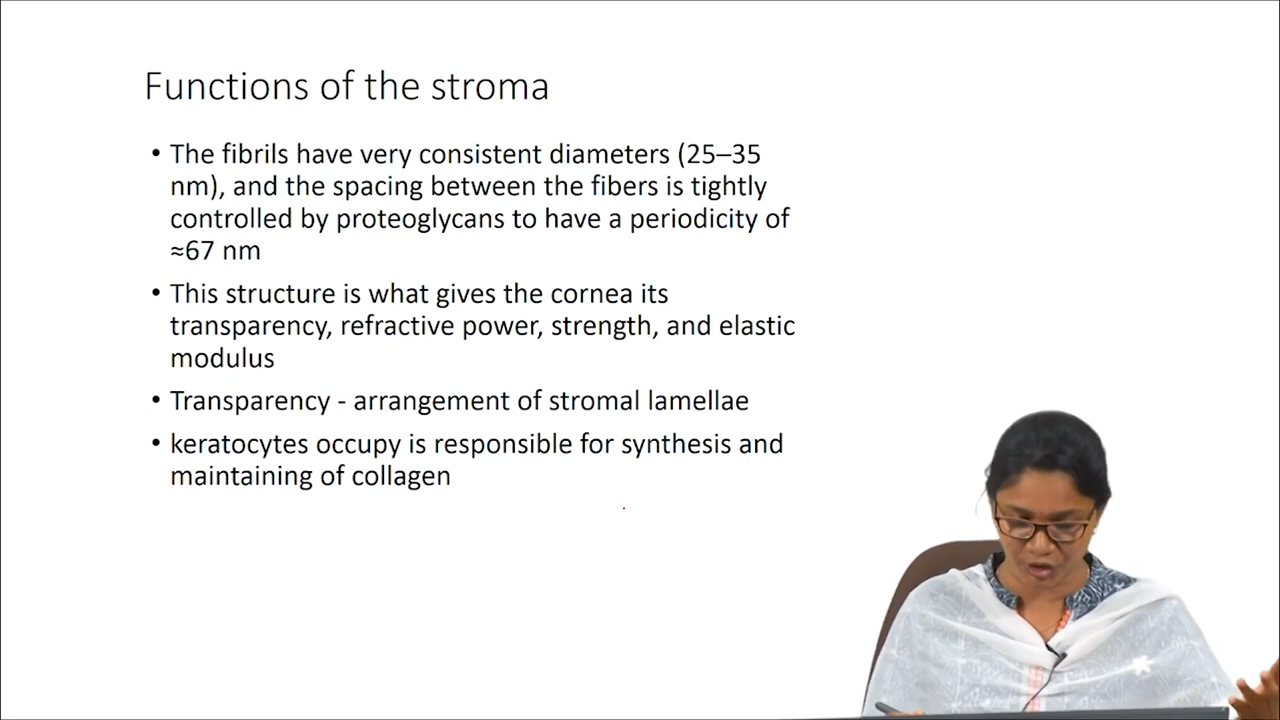 Functions of the stroma
• The fibrils have very consistent diameters (25–35
nm), and the spacing between the fibers is tightly
controlled by proteoglycans to have a periodicity of
≈67 nm
• This structure is what gives the cornea its
transparency, refractive power, strength, and elastic
modulus
• Transparency - arrangement of stromal lamellae
• keratocytes occupy is responsible for synthesis and
maintaining of collagen